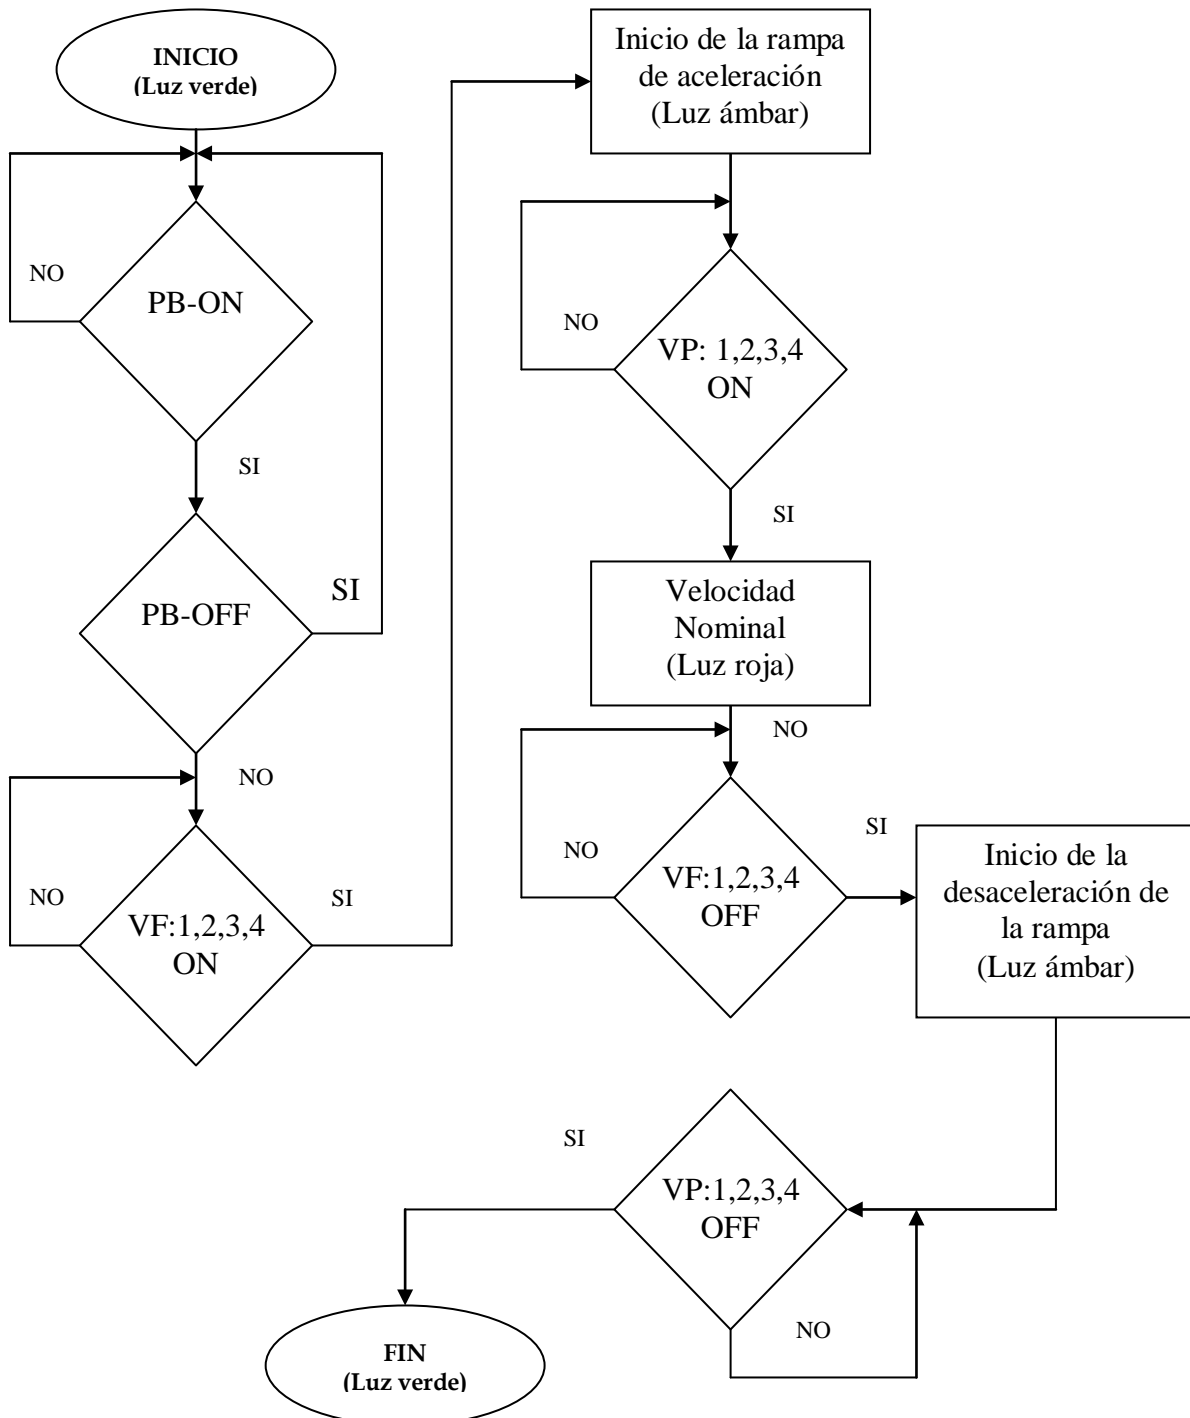 INICIO
(Luz verde)
NO
PB-ON
SI
PB-OFF
SI
NO
NO
VF:1,2,3,4
ON
SI
Inicio de la rampa
de aceleración
(Luz ámbar)
NO
VP: 1,2,3,4
ON
SI
Velocidad
Nominal
(Luz roja)
NO
NO
VF:1,2,3,4
OFF
SI
Inicio de la
desaceleración de
la rampa
(Luz ámbar)
SI
VP:1,2,3,4
OFF
NO
FIN
(Luz verde)